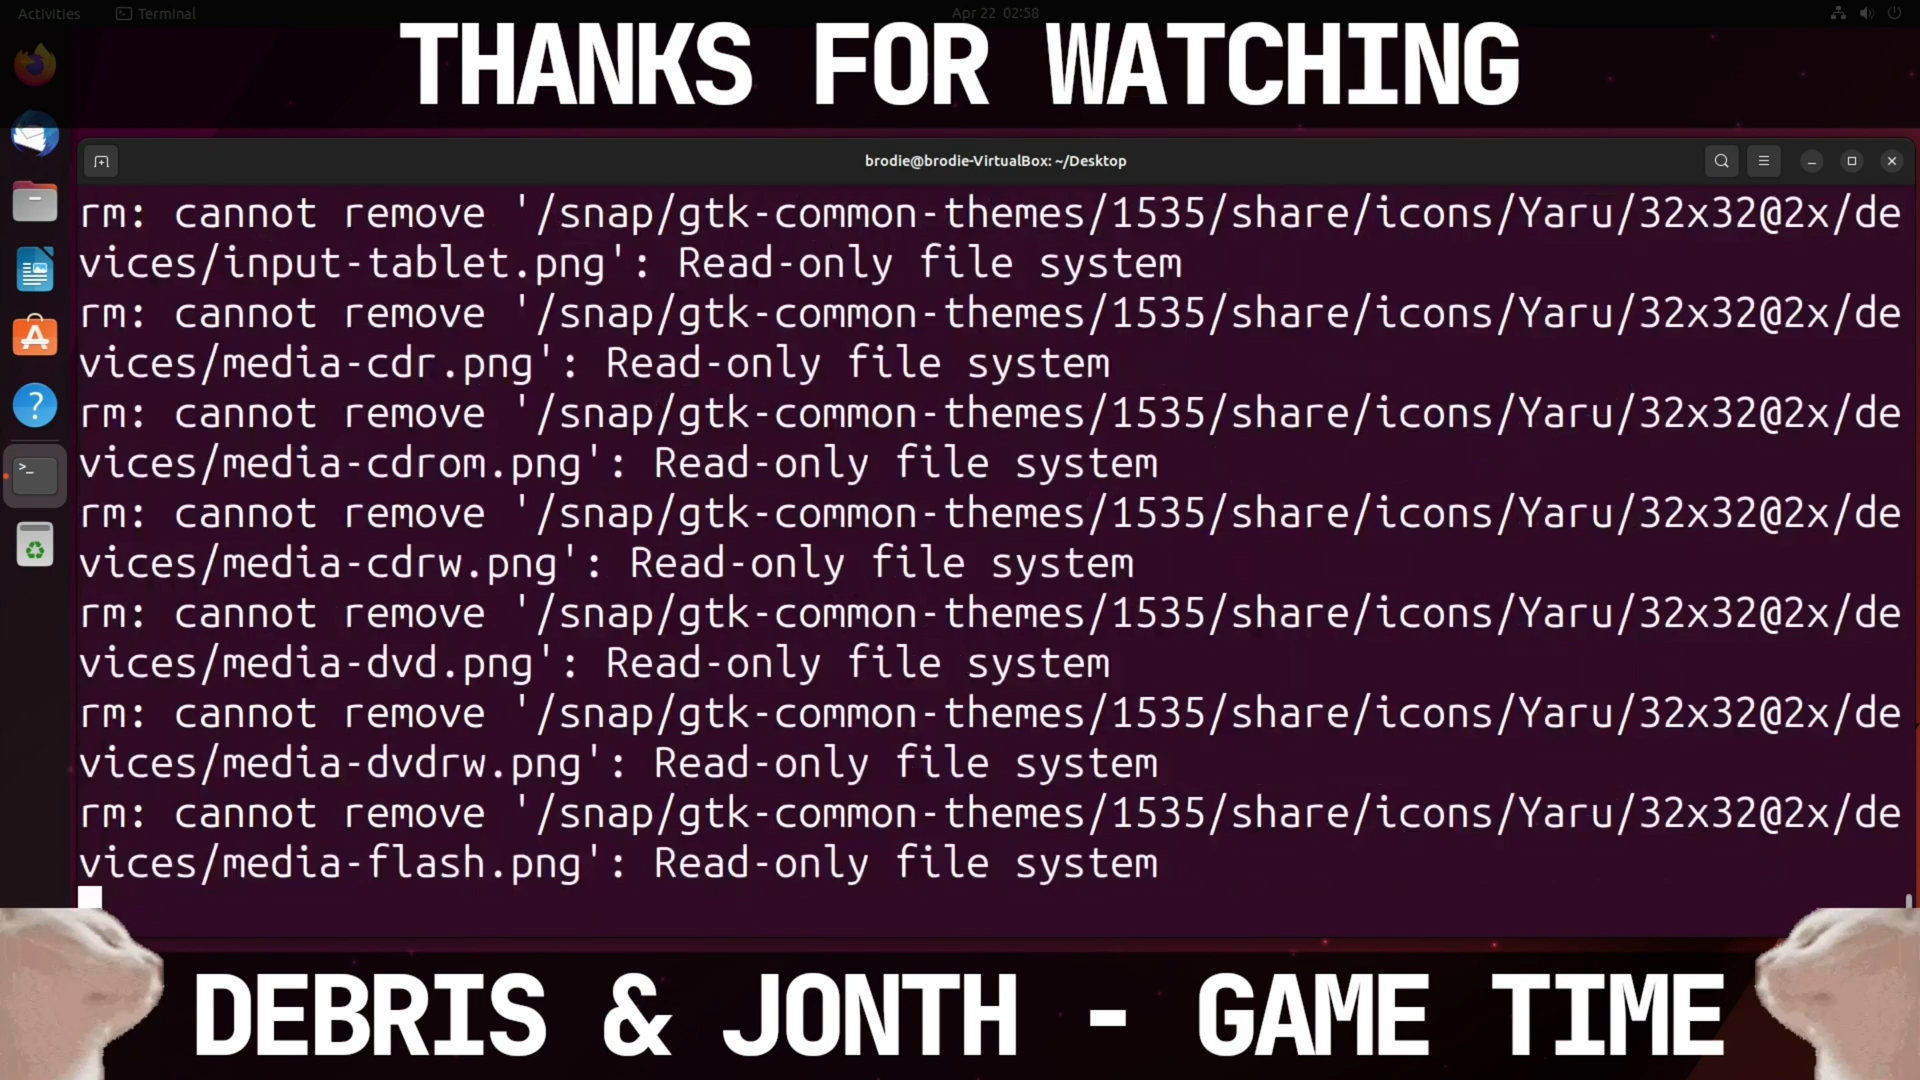 Activities
Terminal
Apr 22 02:58
THANKS FOR WATCHING
brodie@brodie-VirtualBox: ~/Desktop
rm: cannot remove '/snap/gtk-common-themes/1535/share/icons/Yaru/32x32@2x/de
vices/input-tablet.png': Read-only file system
rm: cannot remove '/snap/gtk-common-themes/1535/share/icons/Yaru/32x32@2x/de
vices/media-cdr.png': Read-only file system
rm: cannot remove '/snap/gtk-common-themes/1535/share/icons/Yaru/32x32@2x/de
vices/media-cdrom.png': Read-only file system
rm: cannot remove '/snap/gtk-common-themes/1535/share/icons/Yaru/32x32@2x/de
vices/media-cdrw.png': Read-only file system
rm: cannot remove '/snap/gtk-common-themes/1535/share/icons/Yaru/32x32@2x/de
vices/media-dvd.png': Read-only file system
rm: cannot remove '/snap/gtk-common-themes/1535/share/icons/Yaru/32x32@2x/de
vices/media-dvdrw.png': Read-only file system
rm: cannot remove '/snap/gtk-common-themes/1535/share/icons/Yaru/32x32@2x/de
vices/media-flash.png': Read-only file system
DEBRIS & JONTH - GAME TIME